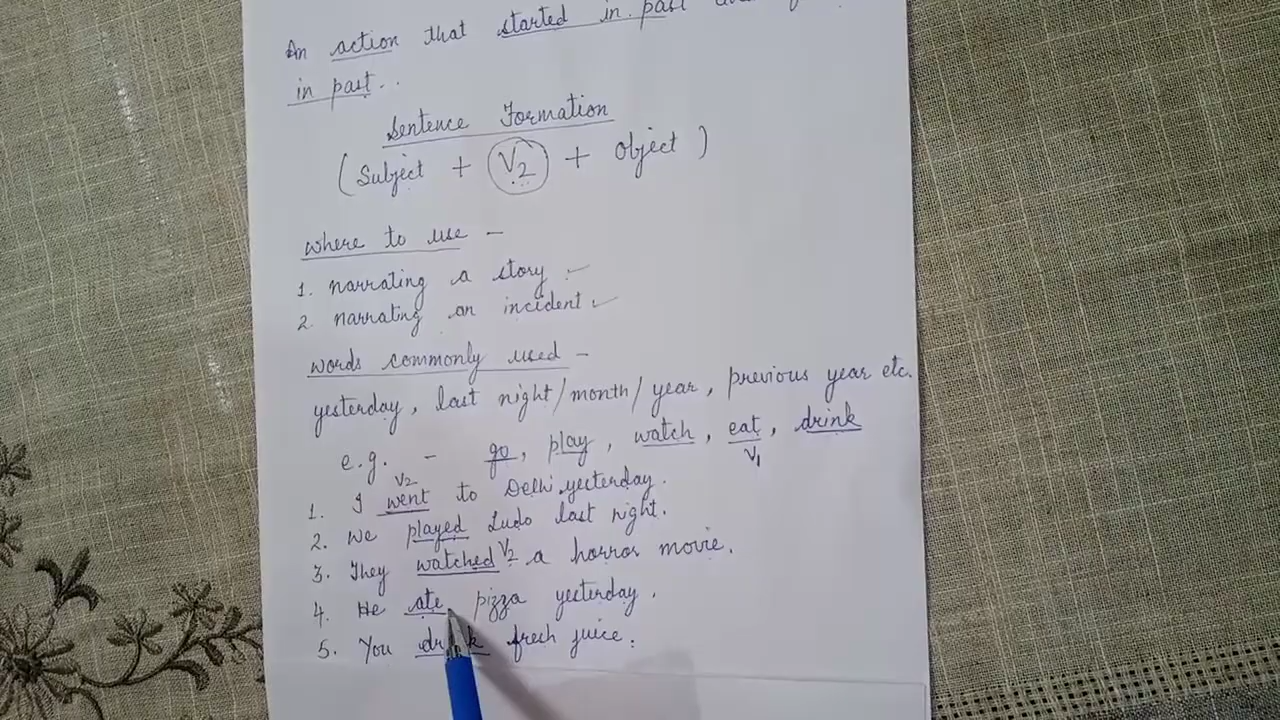 An action that started in past
in past..
Sentence Formation
(Subject + V2 + Object)
where to use -
1. narrating a story
2. narrating an incident
words commonly used -
yesterday, last night/month/year, previous year etc.
e.g. - go, play, watch, eat, drink
V1
V2
1. I went to Delhi yesterday.
2. We played Ludo last night.
3. They watched V2 a horror movie.
4. He ate pizza yesterday.
5. You fresh juice.